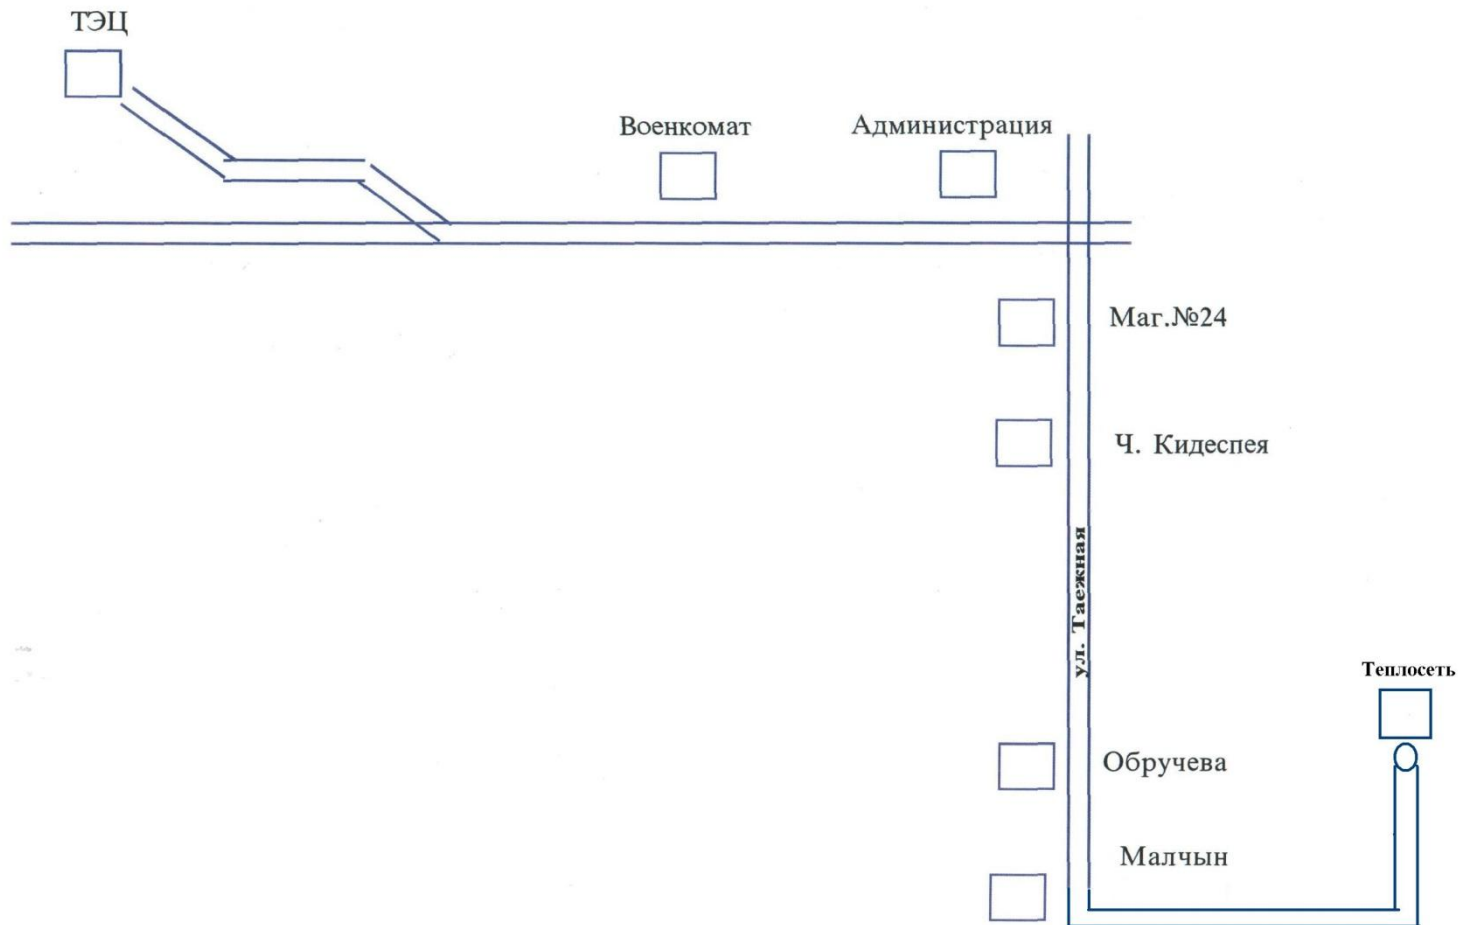 ТЭЦ
Военкомат
Администрация
Маг.№24
Ч. Кидеспея
ул. Таежная
Теплосеть
Обручева
Малчын